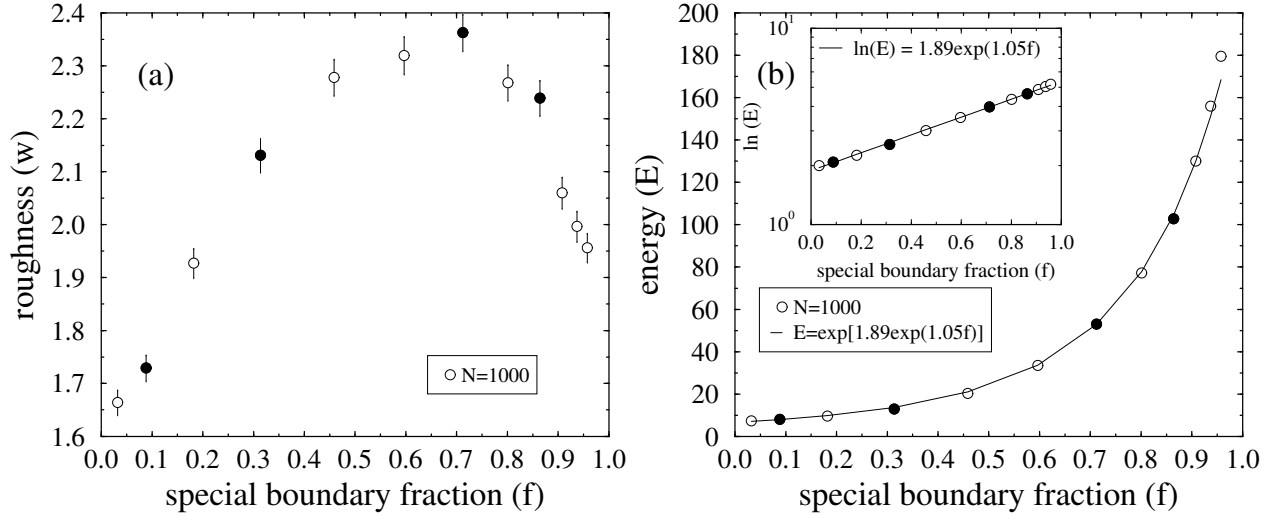 2.4
2.3
2.2
2.1
2.0
1.9
1.8
1.7
1.6
roughness (w)
(a)
N=1000
0.0 0.1 0.2 0.3 0.4 0.5 0.6 0.7 0.8 0.9 1.0
special boundary fraction (f)
200
180
160
140
120
100
80
60
40
20
0
energy (E)
(b)
10^1
10^0
ln (E)
ln(E) = 1.89exp(1.05f)
0.0 0.2 0.4 0.6 0.8 1.0
special boundary fraction (f)
N=1000
E=exp[1.89exp(1.05f)]
0.0 0.1 0.2 0.3 0.4 0.5 0.6 0.7 0.8 0.9 1.0
special boundary fraction (f)